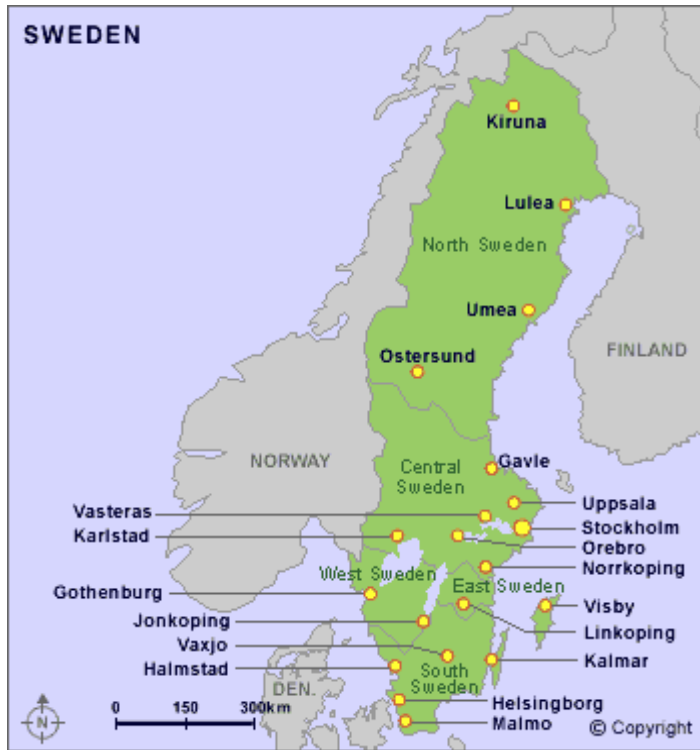 SWEDEN
Kiruna
Lulea
North Sweden
Umea
Ostersund
FINLAND
NORWAY
Central
Sweden
Gavle
Vasteras
Uppsala
Karlstad
Stockholm
Orebro
Norrkoping
West Sweden
East Sweden
Gothenburg
Visby
Jonkoping
Linkoping
Vaxjo
Halmstad
South
Sweden
Kalmar
DEN.
Helsingborg
Malmo
0 150 300km
N
© Copyright